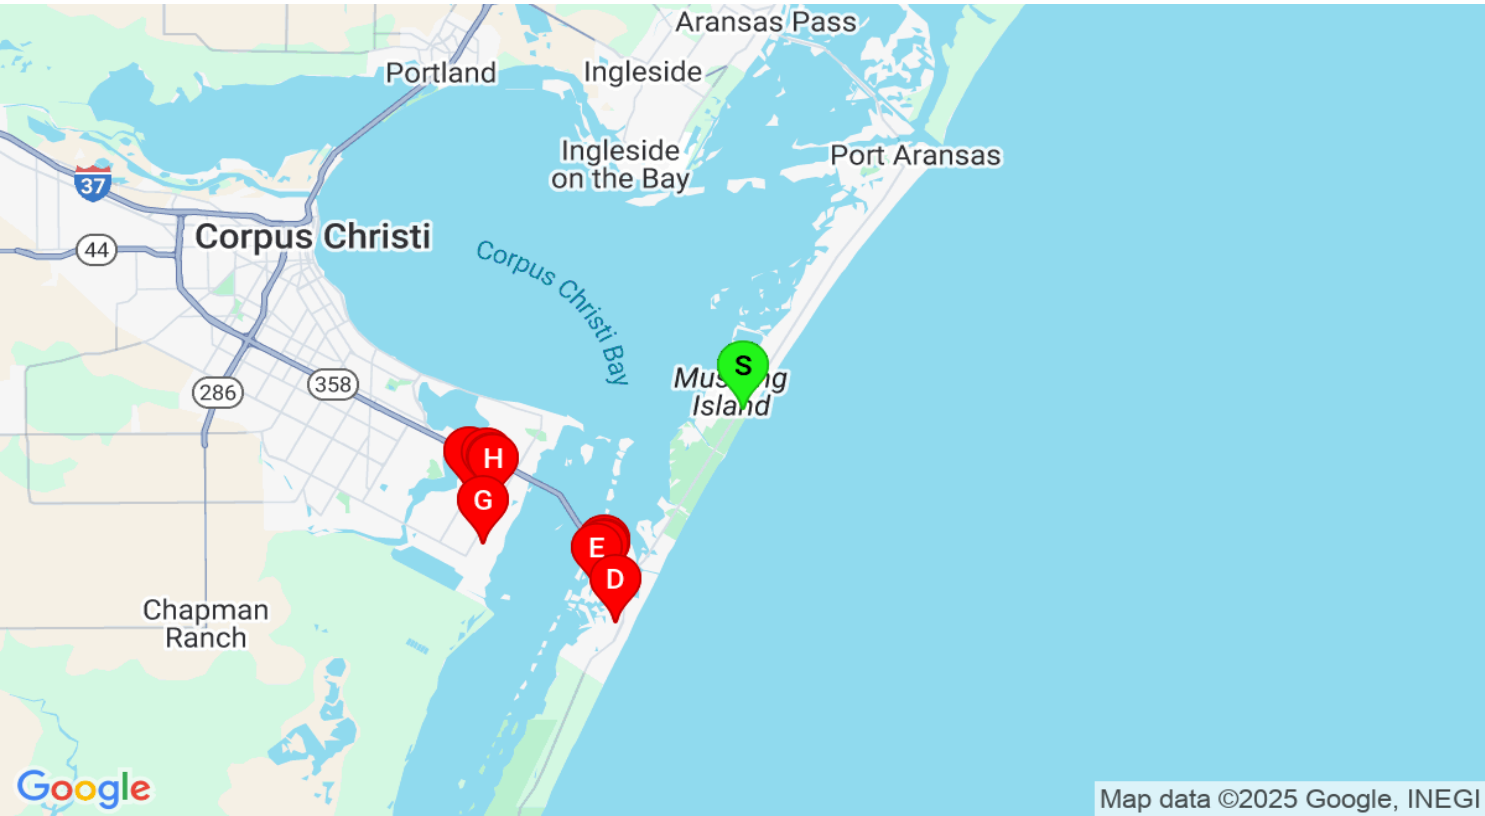 Aransas Pass
Portland
Ingleside
Ingleside
on the Bay
Port Aransas
37
Corpus Christi
44
Corpus Christi Bay
S
Mustang
Island
286
358
H
G
E
D
Chapman
Ranch
Google
Map data ©2025 Google, INEGI